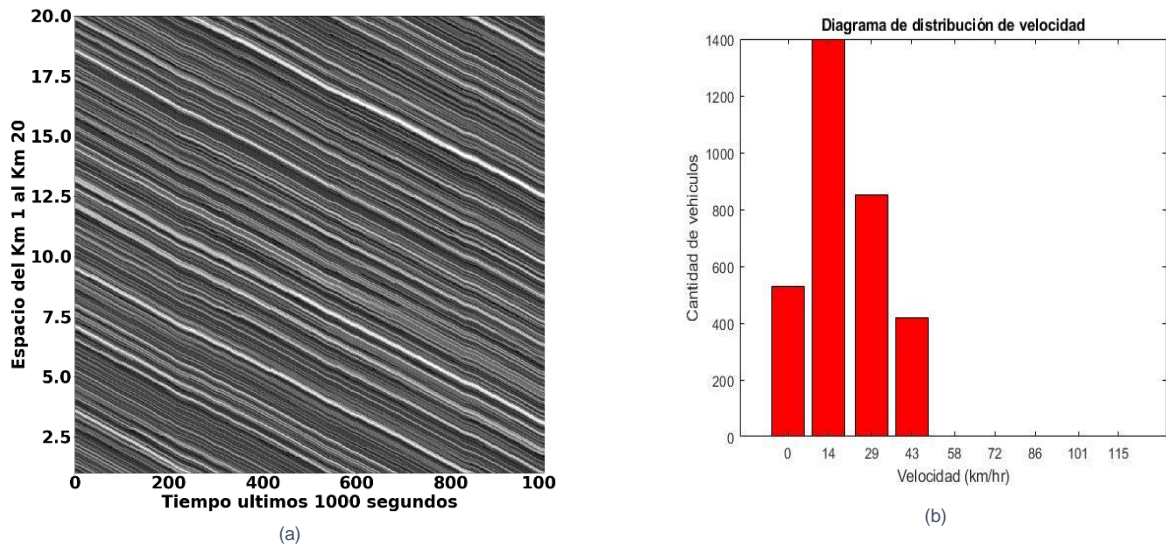 20.0
17.5
15.0
12.5
10.0
7.5
5.0
2.5
Espacio del Km 1 al Km 20
0 200 400 600 800 100
Tiempo ultimos 1000 segundos
(a)
Diagrama de distribución de velocidad
1400
1200
1000
800
600
400
200
0
Cantidad de vehiculos
0 14 29 43 58 72 86 101 115
Velocidad (km/hr)
(b)